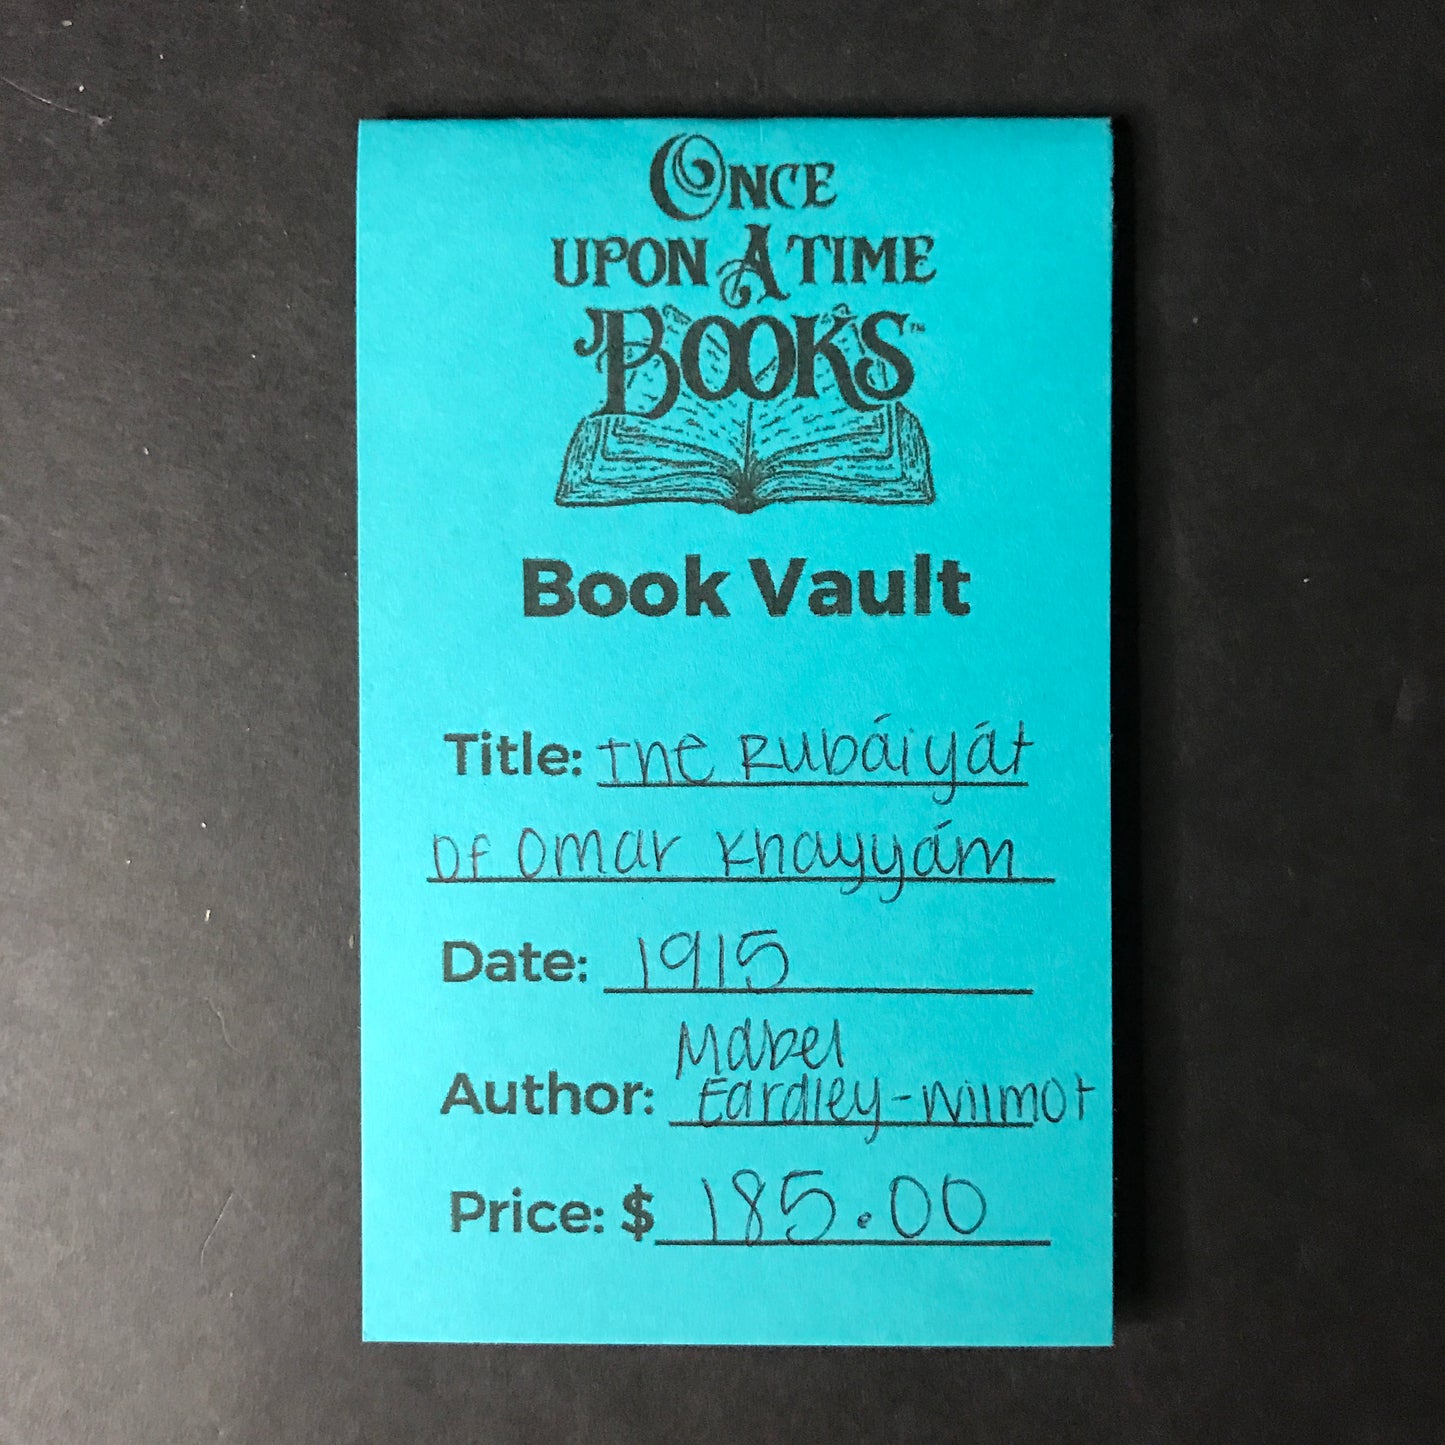 ONCE
UPON A TIME
BOOKS™
Book Vault
Title: The Rubáiyát
Of Omar Khayyám
Date: 1915
Mabel
Author: Eardley-Wilmot
Price: $ 185.00